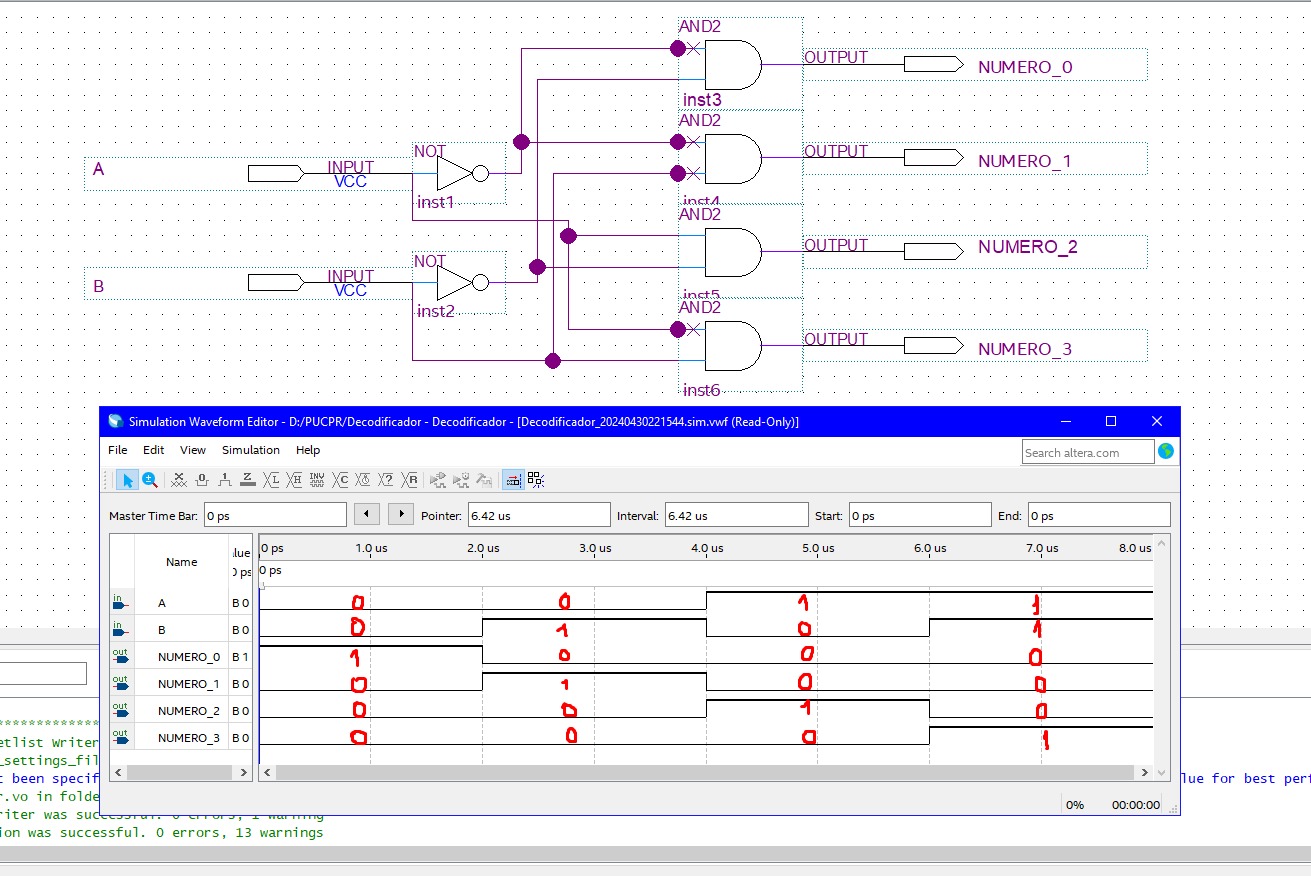 AND2
OUTPUT
NUMERO_0
inst3
AND2
NOT
OUTPUT
NUMERO_1
A
INPUT
VCC
inst1
inst4
AND2
OUTPUT
NUMERO_2
NOT
B
INPUT
VCC
inst2
inst5
AND2
OUTPUT
NUMERO_3
inst6
Simulation Waveform Editor - D:/PUCPR/Decodificador - Decodificador - [Decodificador_20240430221544.sim.vwf (Read-Only)]
File Edit View Simulation Help
Search altera.com
Master Time Bar: 0 ps Pointer: 6.42 us Interval: 6.42 us Start: 0 ps End: 0 ps
Name
0 ps 1.0 us 2.0 us 3.0 us 4.0 us 5.0 us 6.0 us 7.0 us 8.0 us
0 ps
0 ps
in A B 0 0 0 1 1
in B B 0 0 1 0 1
out NUMERO_0 B 1 1 0 0 0
out NUMERO_1 B 0 0 1 0 0
out NUMERO_2 B 0 0 0 1 0
out NUMERO_3 B 0 0 0 0 1
0% 00:00:00
*************
etlist Writer
_settings_fil
t been specif lue for best per
r.vo in folde
riter was successful. 0 errors, 1 warning
ion was successful. 0 errors, 13 warnings